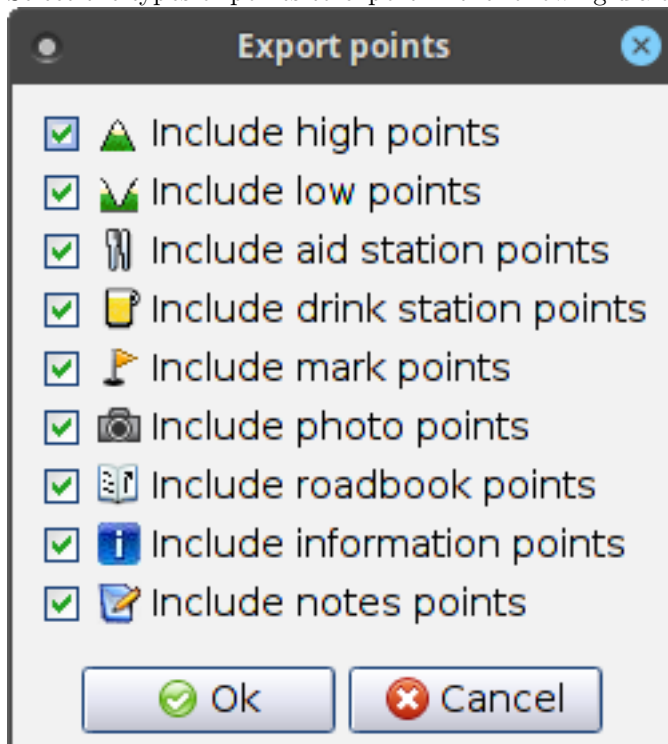 Export points
Include high points
Include low points
Include aid station points
Include drink station points
Include mark points
Include photo points
Include roadbook points
Include information points
Include notes points
Ok
Cancel